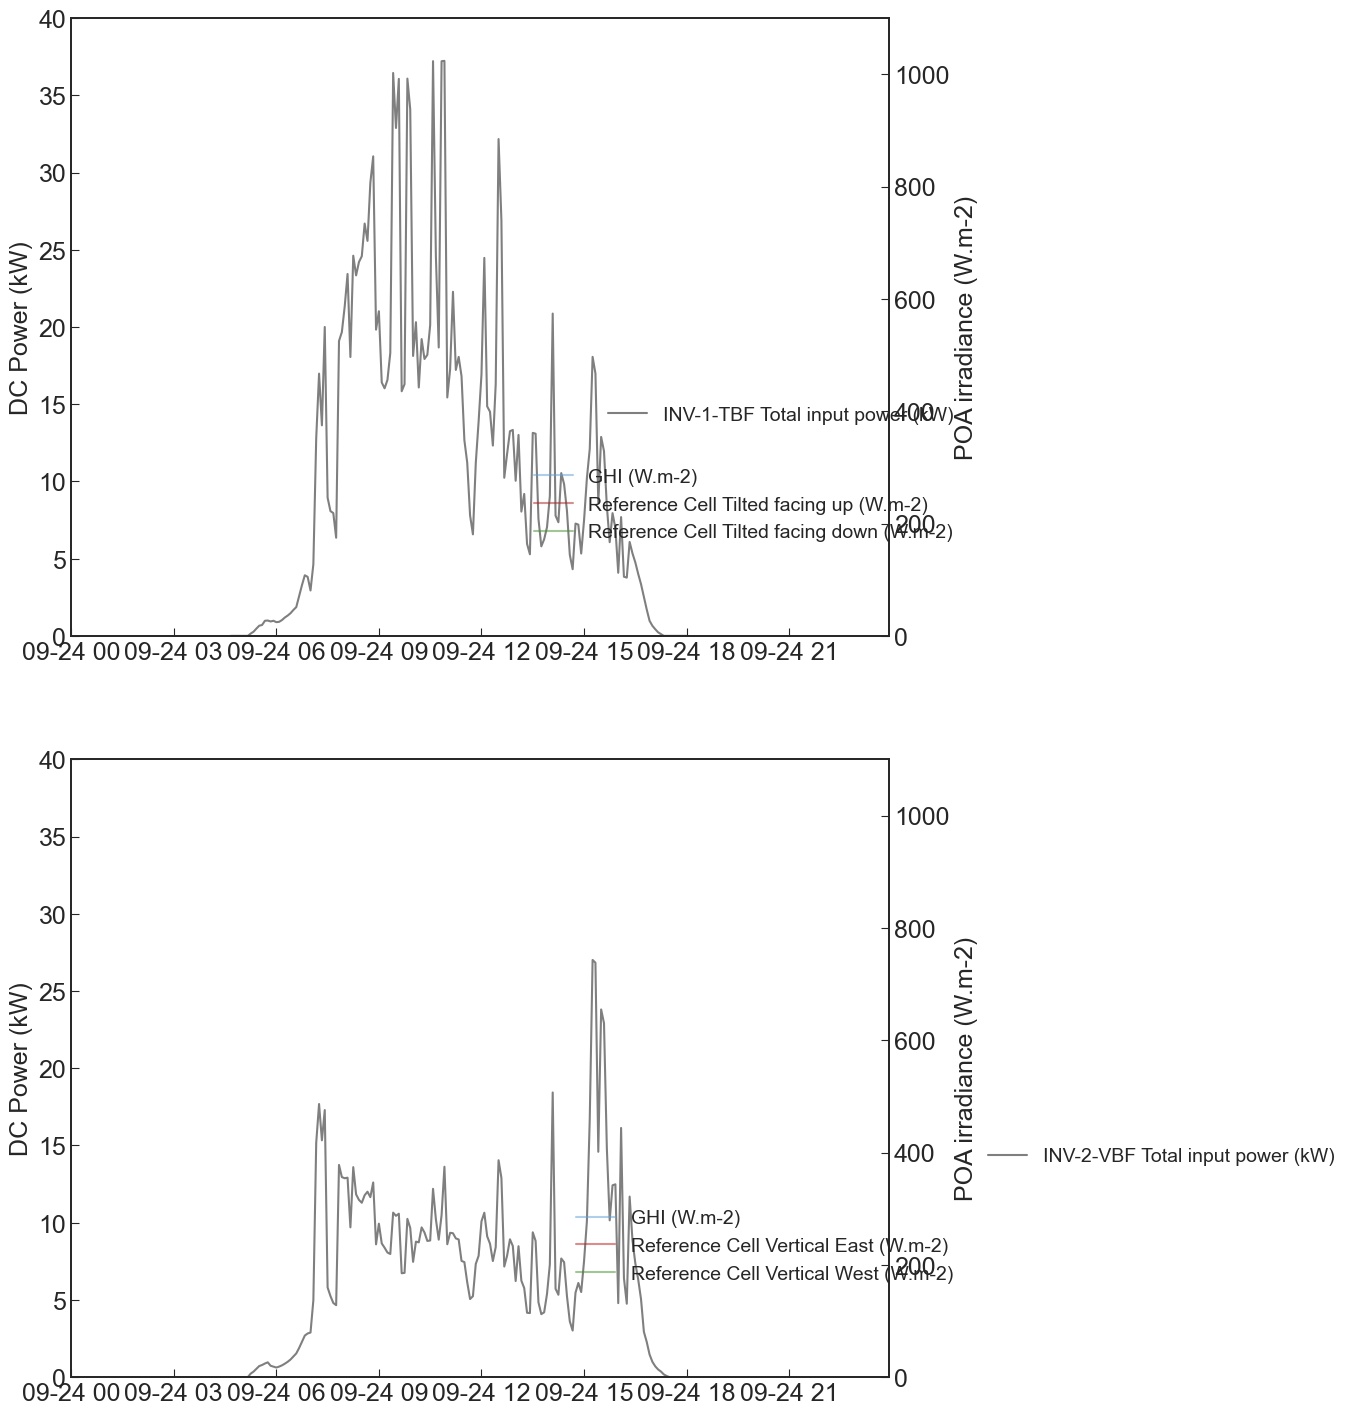 40
35
30
25
20
15
10
5
0
DC Power (kW)
1000
800
600
400
200
0
POA irradiance (W.m-2)
INV-1-TBF Total input power (kW)
GHI (W.m-2)
Reference Cell Tilted facing up (W.m-2)
Reference Cell Tilted facing down (W.m-2)
09-24 00 09-24 03 09-24 06 09-24 09 09-24 12 09-24 15 09-24 18 09-24 21
40
35
30
25
20
15
10
5
0
DC Power (kW)
1000
800
600
400
200
0
POA irradiance (W.m-2)
INV-2-VBF Total input power (kW)
GHI (W.m-2)
Reference Cell Vertical East (W.m-2)
Reference Cell Vertical West (W.m-2)
09-24 00 09-24 03 09-24 06 09-24 09 09-24 12 09-24 15 09-24 18 09-24 21